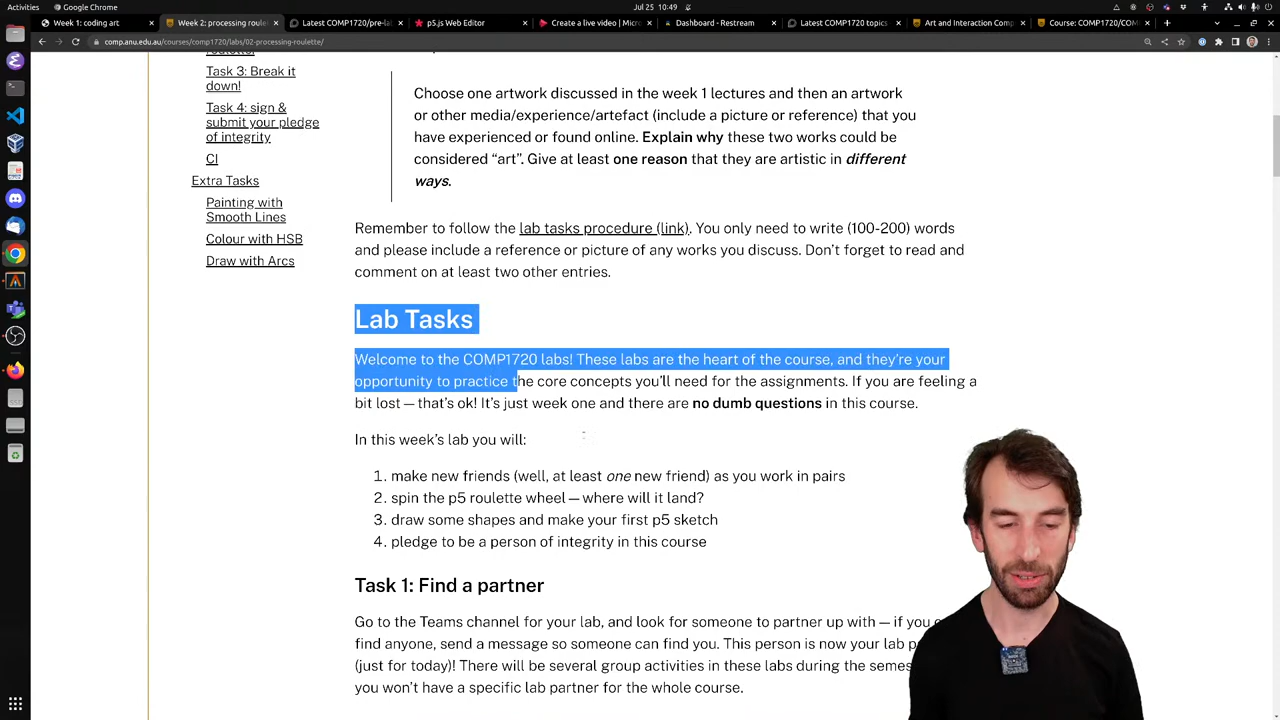 Activities
Google Chrome
Jul 20 10:49
Week 1: coding art
Week 2: processing roule
Latest COMP1720/pre-lab
p5.js Web Editor
Create a live video | Micros
Dashboard - Restream
Latest COMP1720 topics
Art and Interaction Comp
Course: COMP1720/COM
comp.anu.edu.au/courses/comp1720/labs/02-processing-roulette/
roulette
Task 3: Break it
down!
Task 4: sign &
submit your pledge
of integrity
CI
Extra Tasks
Painting with
Smooth Lines
Colour with HSB
Draw with Arcs
Choose one artwork discussed in the week 1 lectures and then an artwork
or other media/experience/artefact (include a picture or reference) that you
have experienced or found online. Explain why these two works could be
considered “art”. Give at least one reason that they are artistic in different
ways.
Remember to follow the lab tasks procedure (link). You only need to write (100-200) words
and please include a reference or picture of any works you discuss. Don’t forget to read and
comment on at least two other entries.
Lab Tasks
Welcome to the COMP1720 labs! These labs are the heart of the course, and they’re your
opportunity to practice the core concepts you’ll need for the assignments. If you are feeling a
bit lost—that’s ok! It’s just week one and there are no dumb questions in this course.
In this week’s lab you will:
1. make new friends (well, at least one new friend) as you work in pairs
2. spin the p5 roulette wheel—where will it land?
3. draw some shapes and make your first p5 sketch
4. pledge to be a person of integrity in this course
Task 1: Find a partner
Go to the Teams channel for your lab, and look for someone to partner up with—if you
find anyone, send a message so someone can find you. This person is now your lab
(just for today)! There will be several group activities in these labs during the
you won’t have a specific lab partner for the whole course.